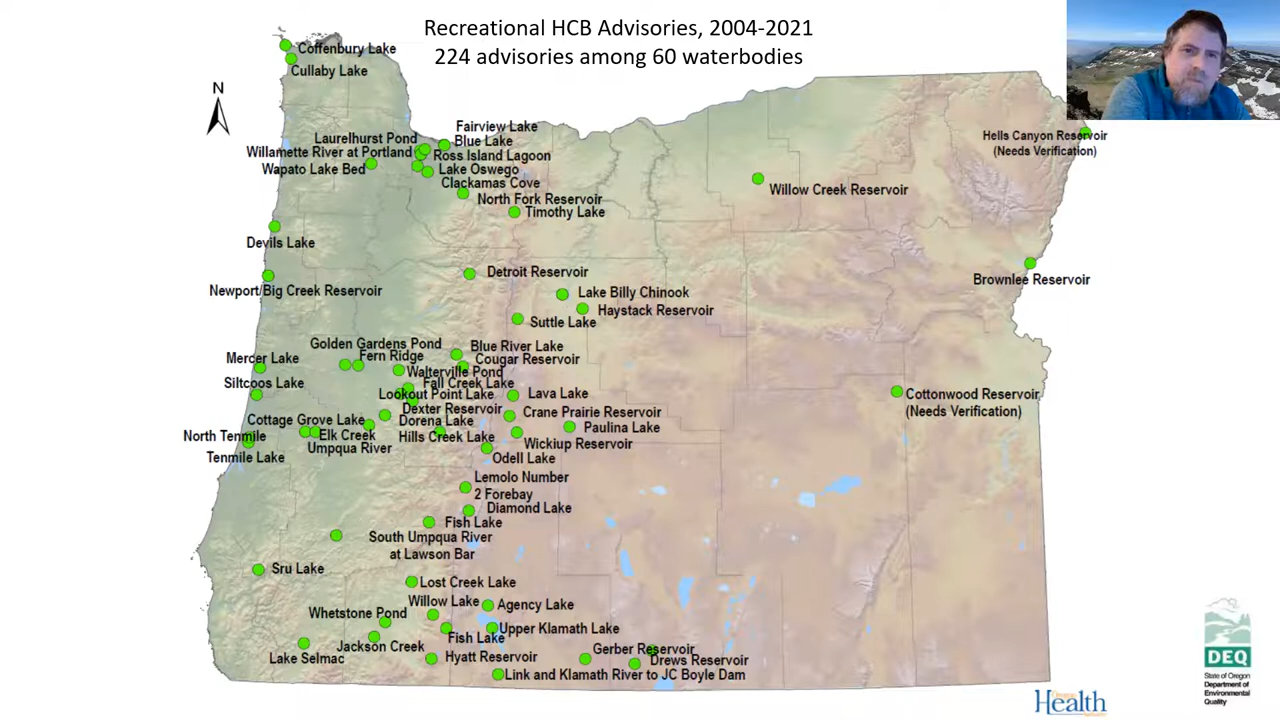 Recreational HCB Advisories, 2004-2021
224 advisories among 60 waterbodies
Coffenbury Lake
Cullaby Lake
N
Fairview Lake
Laurelhurst Pond
Blue Lake
Willamette River at Portland
Ross Island Lagoon
Wapato Lake Bed
Lake Oswego
Clackamas Cove
North Fork Reservoir
Timothy Lake
Hells Canyon Reservoir
(Needs Verification)
Willow Creek Reservoir
Devils Lake
Detroit Reservoir
Brownlee Reservoir
Newport/Big Creek Reservoir
Lake Billy Chinook
Haystack Reservoir
Suttle Lake
Golden Gardens Pond
Blue River Lake
Mercer Lake
Fern Ridge
Cougar Reservoir
Walterville Pond
Siltcoos Lake
Fall Creek Lake
Lookout Point Lake
Lava Lake
Cottonwood Reservoir
(Needs Verification)
Dexter Reservoir
Crane Prairie Reservoir
Cottage Grove Lake
Dorena Lake
Paulina Lake
North Tenmile
Elk Creek
Hills Creek Lake
Wickiup Reservoir
Umpqua River
Tenmile Lake
Odell Lake
Lemolo Number
2 Forebay
Diamond Lake
Fish Lake
South Umpqua River
at Lawson Bar
Sru Lake
Lost Creek Lake
Willow Lake
Agency Lake
Whetstone Pond
Upper Klamath Lake
Fish Lake
Jackson Creek
Gerber Reservoir
Lake Selmac
Hyatt Reservoir
Drews Reservoir
Link and Klamath River to JC Boyle Dam
Oregon
Health
DEQ
State of Oregon
Department of
Environmental
Quality